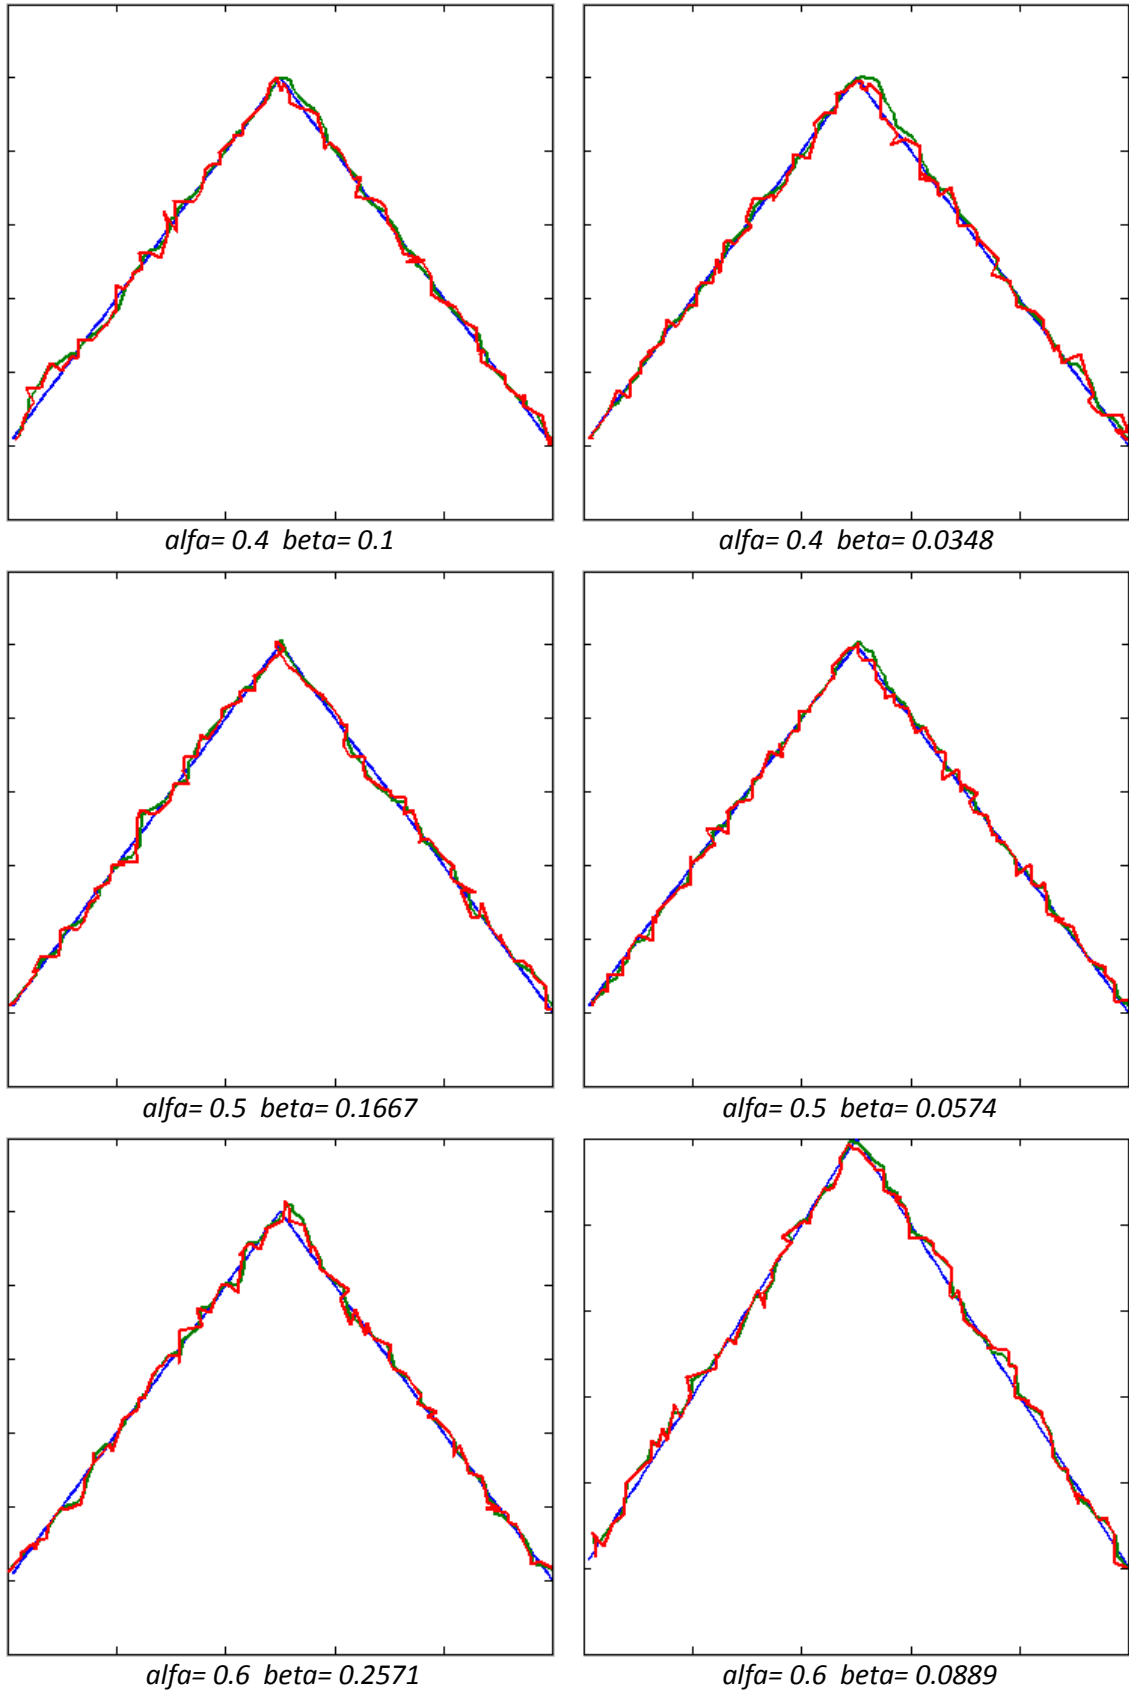 alfa= 0.4 beta= 0.1
alfa= 0.4 beta= 0.0348
alfa= 0.5 beta= 0.1667
alfa= 0.5 beta= 0.0574
alfa= 0.6 beta= 0.2571
alfa= 0.6 beta= 0.0889